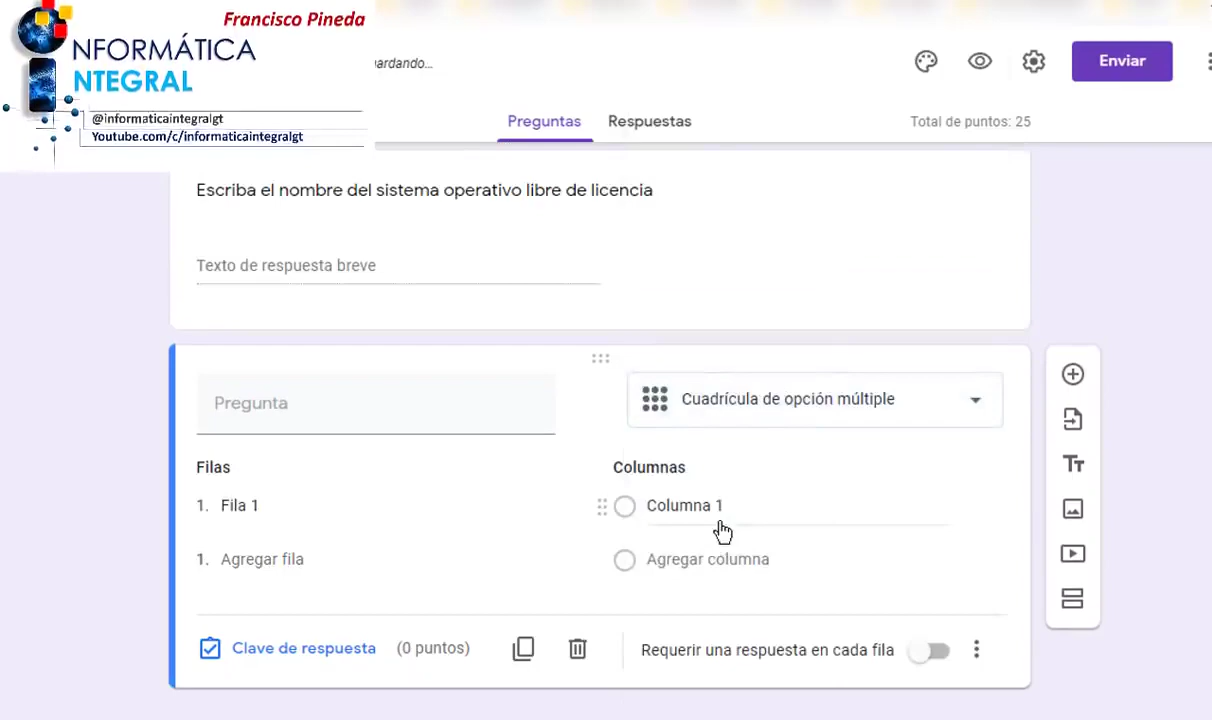 Francisco Pineda
NFORMÁTICA
NTEGRAL
@informaticaintegralgt
Youtube.com/c/informaticaintegralgt
ardando...
Enviar
Preguntas
Respuestas
Total de puntos: 25
Escriba el nombre del sistema operativo libre de licencia
Texto de respuesta breve
Pregunta
Cuadrícula de opción múltiple
Filas
Columnas
1. Fila 1
Columna 1
1. Agregar fila
Agregar columna
Clave de respuesta (0 puntos)
Requerir una respuesta en cada fila